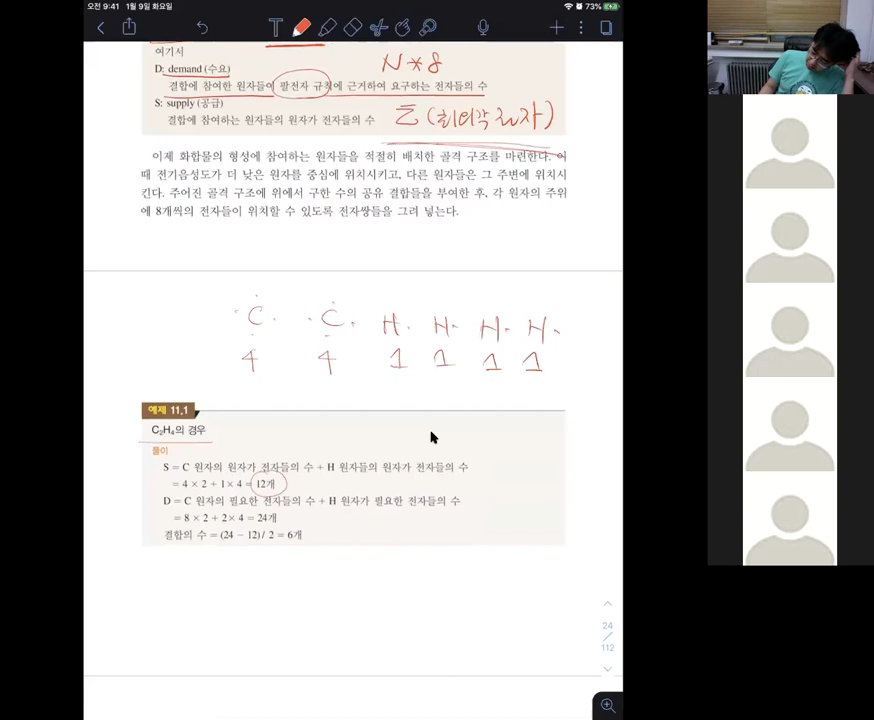 오전 9:41 1월 9일 화요일
73%
여기서
D: demand (수요)
N*8
결합에 참여한 원자들이 팔전자 규칙에 근거하여 요구하는 전자들의 수
S: supply (공급)
결합에 참여하는 원자들의 원자가 전자들의 수
이제 화합물의 형성에 참여하는 원자들을 적절히 배치한 골격 구조를 마련한다. 이
때 전기음성도가 더 낮은 원자를 중심에 위치시키고, 다른 원자들은 그 주변에 위치시
킨다. 주어진 골격 구조에 위에서 구한 수의 공유 결합들을 부여한 후, 각 원자의 주위
에 8개씩의 전자들이 위치할 수 있도록 전자쌍들을 그려 넣는다.
C C H H H H
4 4 1 1 1 1
예제 11.1
C₂H₄의 경우
풀이
S = C 원자의 원자가 전자들의 수 + H 원자들의 원자가 전자들의 수
= 4 × 2 + 1 × 4 = 12개
D = C 원자의 필요한 전자들의 수 + H 원자가 필요한 전자들의 수
= 8 × 2 + 2 × 4 = 24개
결합의 수 = (24 − 12) / 2 = 6개
24
/
112